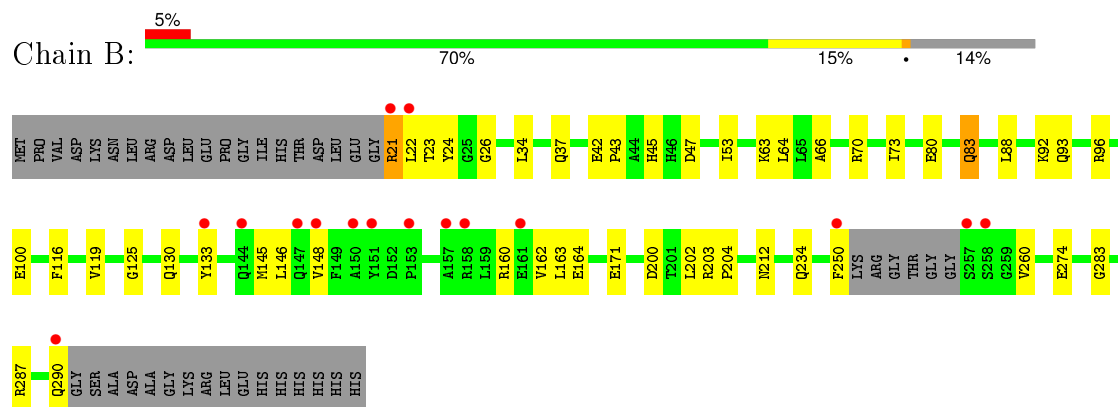 5%
Chain B:
70% 15% • 14%
MET PRO VAL ASP LYS ASN LEU ARG ASP LEU GLU PRO GLY ILE HIS THR ASP LEU GLU GLY R21 L22 T23 Y24 G25 G26 L34 Q37 E42 P43 A44 H45 H46 D47 I53 K63 L64 L65 A66 R70 I73 E80 Q83 L88 K92 Q93 R96
E100 F116 V119 G125 Q130 Y133 Q144 M145 L146 Q147 V148 F149 A150 Y151 D152 P153 A157 R158 L159 R160 E161 V162 L163 E164 E171 D200 T201 L202 R203 P204 N212 Q234 F250 LYS ARG GLY THR GLY GLY S257 S258 G259 V260 E274 G283
R287 Q290 GLY SER ALA ASP ALA GLY LYS ARG LEU GLU HIS HIS HIS HIS HIS HIS